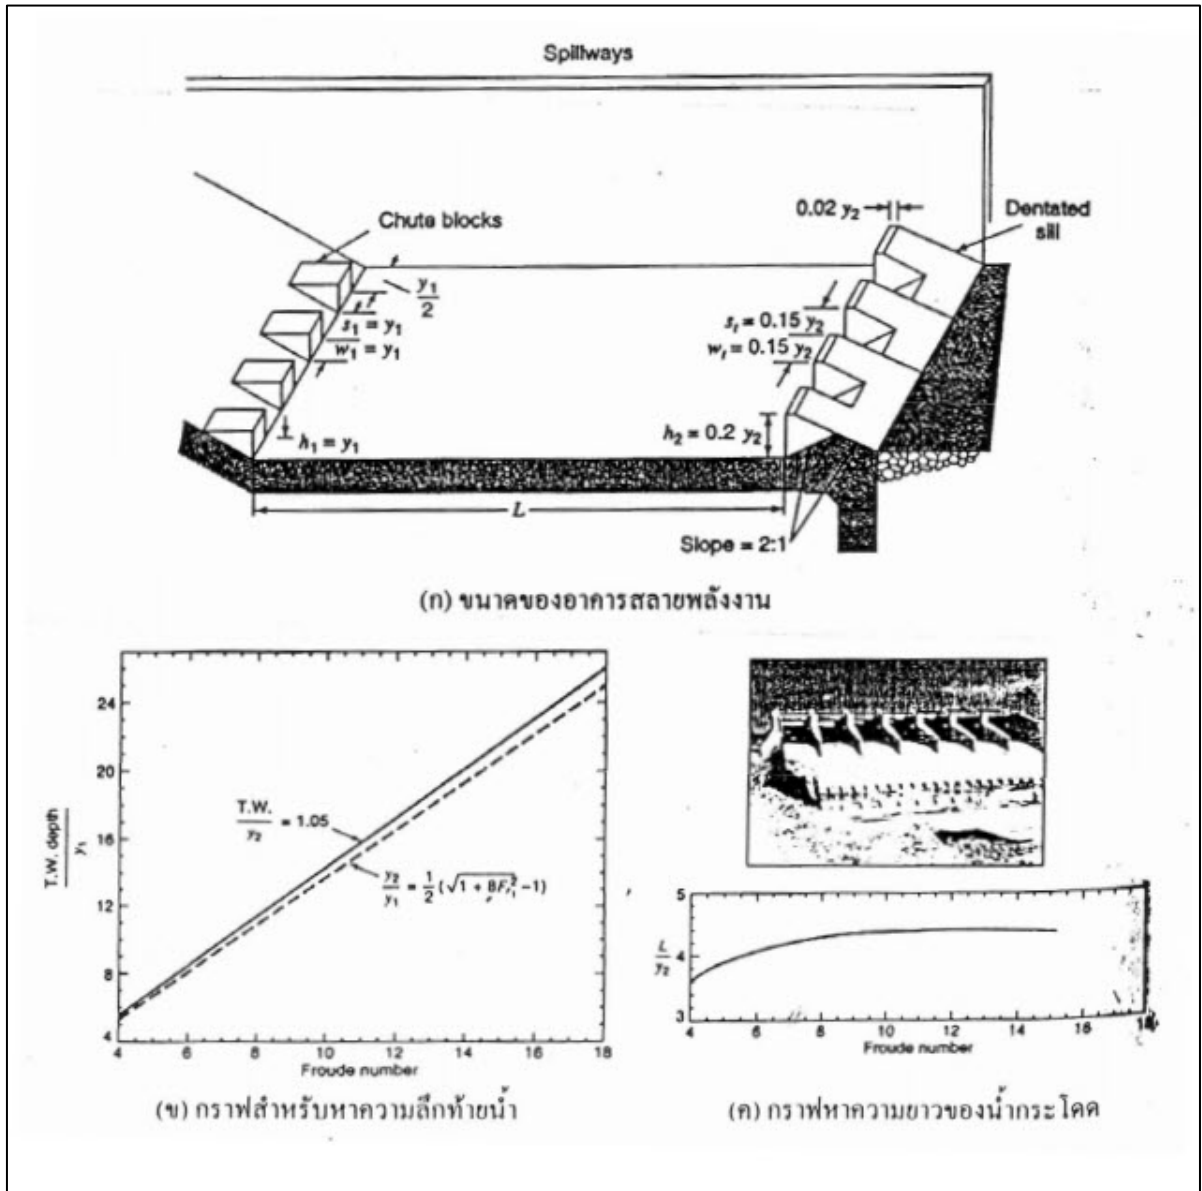 Spillways
Chute blocks
0.02 y₂
Dentated
sill
y₁
2
s₁ = y₁
w₁ = y₁
h₁ = y₁
sₜ = 0.15 y₂
wₜ = 0.15 y₂
h₂ = 0.2 y₂
L
Slope = 2:1
(ก) ขนาดของอาคารสลายพลังงาน
24
20
16
12
8
4
T.W. depth
y₁
T.W.
y₂
= 1.05
y₂/y₁ = 1/2 (√1 + 8Fr₁² -1)
4 6 8 10 12 14 16 18
Froude number
(ข) กราฟสำหรับหาความลึกท้ายน้ำ
5
4
3
L
y₂
4 6 8 10 12 14 16 18
Froude number
(ค) กราฟหาความยาวของน้ำกระโดด